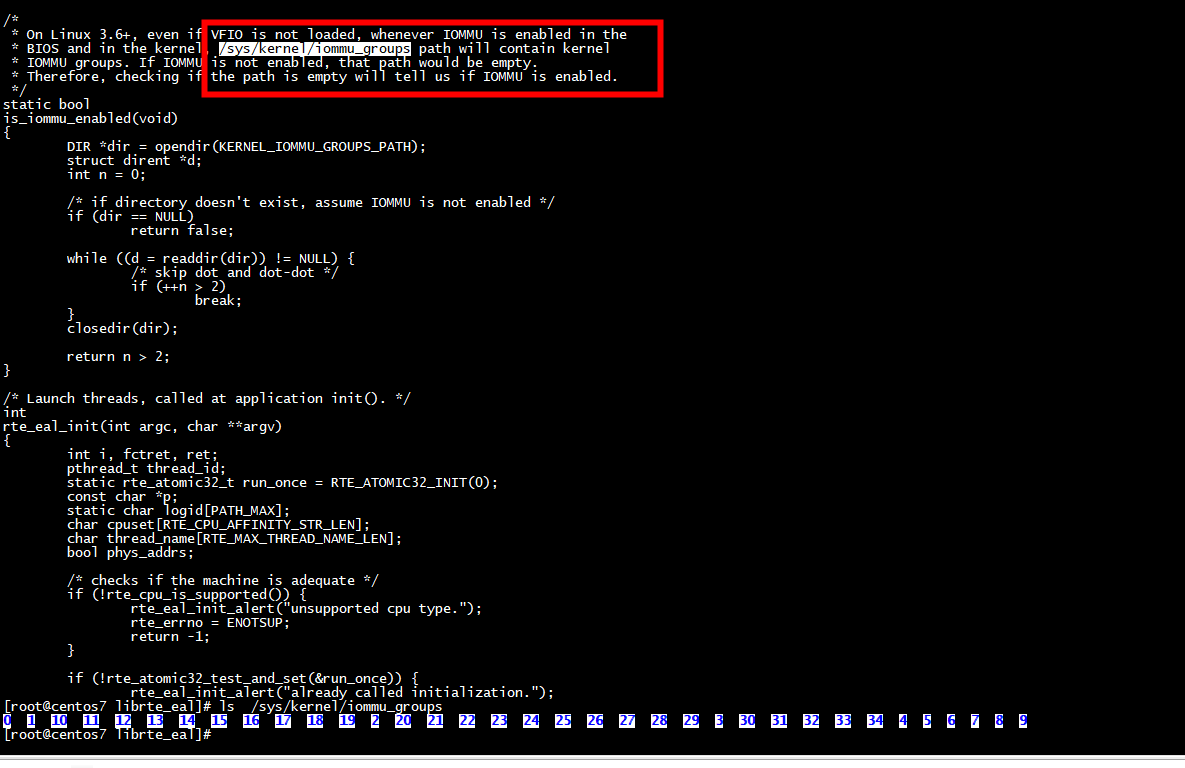 /*
 * On Linux 3.6+, even if VFIO is not loaded, whenever IOMMU is enabled in the
 * BIOS and in the kernel, /sys/kernel/iommu_groups path will contain kernel
 * IOMMU groups. If IOMMU is not enabled, that path would be empty.
 * Therefore, checking if the path is empty will tell us if IOMMU is enabled.
 */
static bool
is_iommu_enabled(void)
{
        DIR *dir = opendir(KERNEL_IOMMU_GROUPS_PATH);
        struct dirent *d;
        int n = 0;

        /* if directory doesn't exist, assume IOMMU is not enabled */
        if (dir == NULL)
                return false;

        while ((d = readdir(dir)) != NULL) {
                /* skip dot and dot-dot */
                if (++n > 2)
                        break;
        }
        closedir(dir);

        return n > 2;
}

/* Launch threads, called at application init(). */
int
rte_eal_init(int argc, char **argv)
{
        int i, fctret, ret;
        pthread_t thread_id;
        static rte_atomic32_t run_once = RTE_ATOMIC32_INIT(0);
        const char *p;
        static char logid[PATH_MAX];
        char cpuset[RTE_CPU_AFFINITY_STR_LEN];
        char thread_name[RTE_MAX_THREAD_NAME_LEN];
        bool phys_addrs;

        /* checks if the machine is adequate */
        if (!rte_cpu_is_supported()) {
                rte_eal_init_alert("unsupported cpu type.");
                rte_errno = ENOTSUP;
                return -1;
        }

        if (!rte_atomic32_test_and_set(&run_once)) {
                rte_eal_init_alert("already called initialization.");
[root@centos7 librte_eal]# ls  /sys/kernel/iommu_groups
0  1  10  11  12  13  14  15  16  17  18  19  2  20  21  22  23  24  25  26  27  28  29  3  30  31  32  33  34  4  5  6  7  8  9
[root@centos7 librte_eal]#